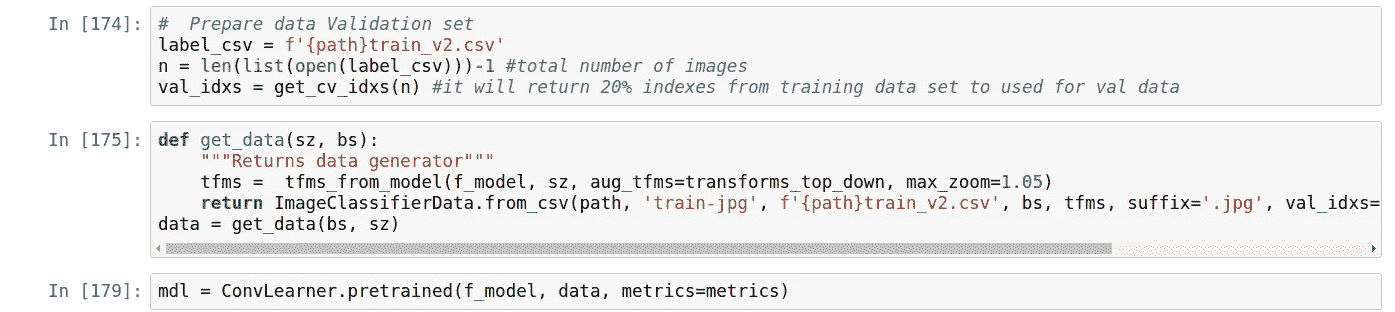 In [174]: #  Prepare data Validation set
label_csv = f'{path}train_v2.csv'
n = len(list(open(label_csv)))-1 #total number of images
val_idxs = get_cv_idxs(n) #it will return 20% indexes from training data set to used for val data
In [175]: def get_data(sz, bs):
    """Returns data generator"""
    tfms =  tfms_from_model(f_model, sz, aug_tfms=transforms_top_down, max_zoom=1.05)
    return ImageClassifierData.from_csv(path, 'train-jpg', f'{path}train_v2.csv', bs, tfms, suffix='.jpg', val_idxs=
data = get_data(bs, sz)
In [179]: mdl = ConvLearner.pretrained(f_model, data, metrics=metrics)